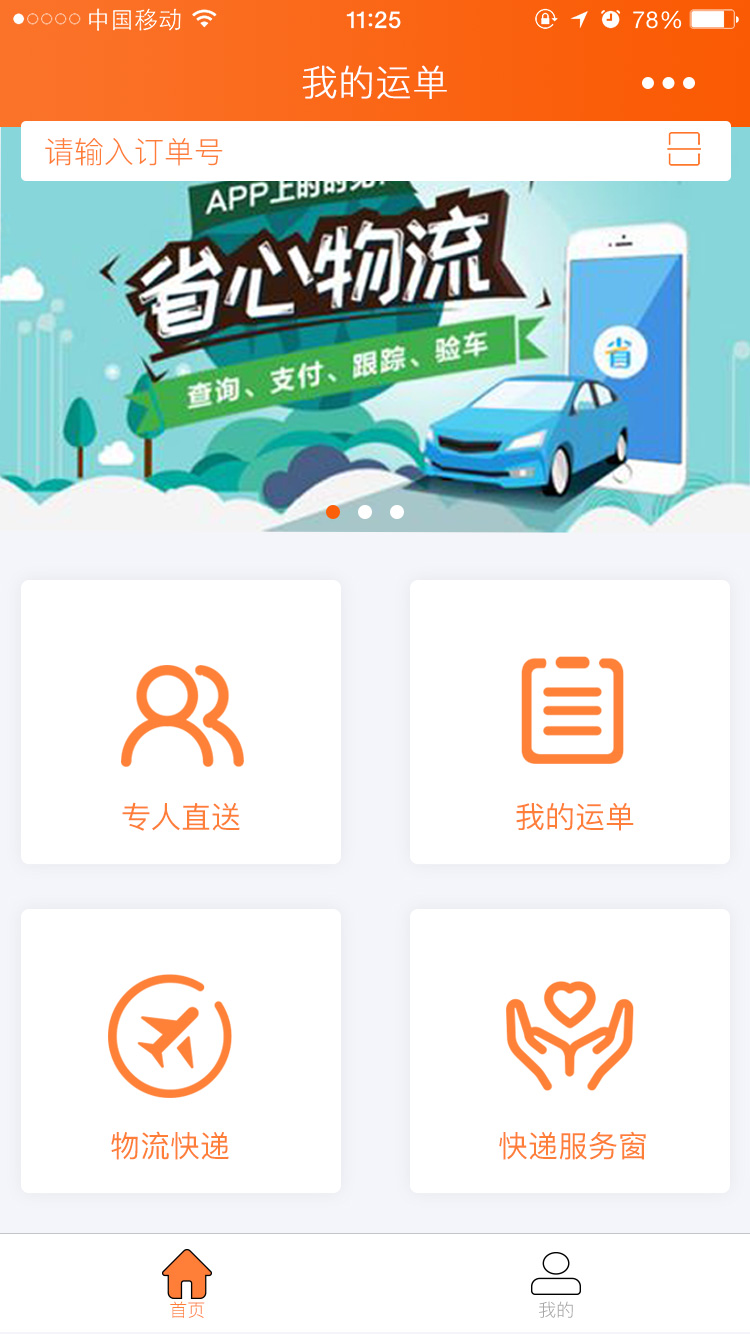 中国移动
11:25
78%
我的运单
请输入订单号
APP上的时
省心物流
查询、支付、跟踪、验车
省
专人直送
我的运单
物流快递
快递服务窗
首页
我的